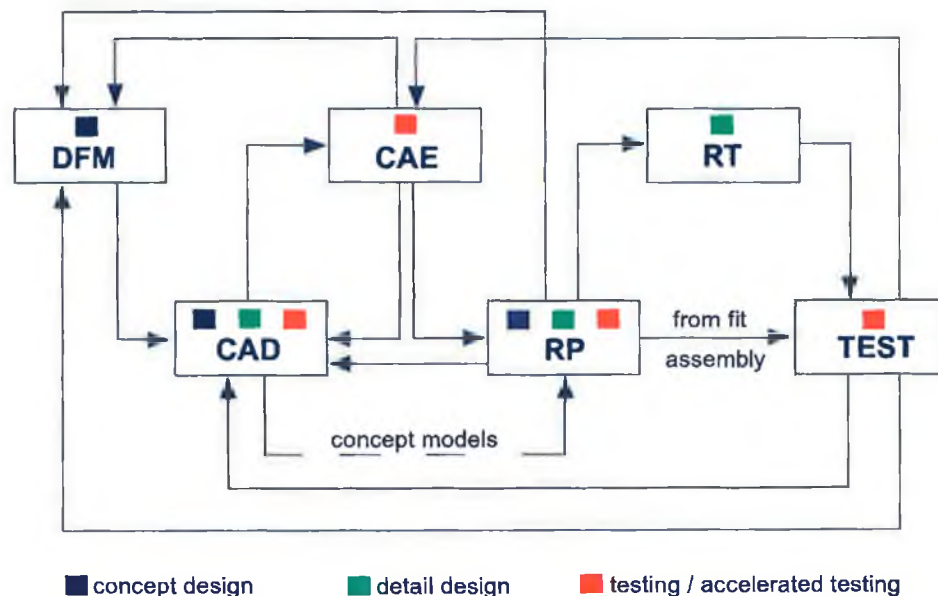 DFM
CAE
RT
CAD
RP
from fit
assembly
TEST
concept models
concept design
detail design
testing / accelerated testing